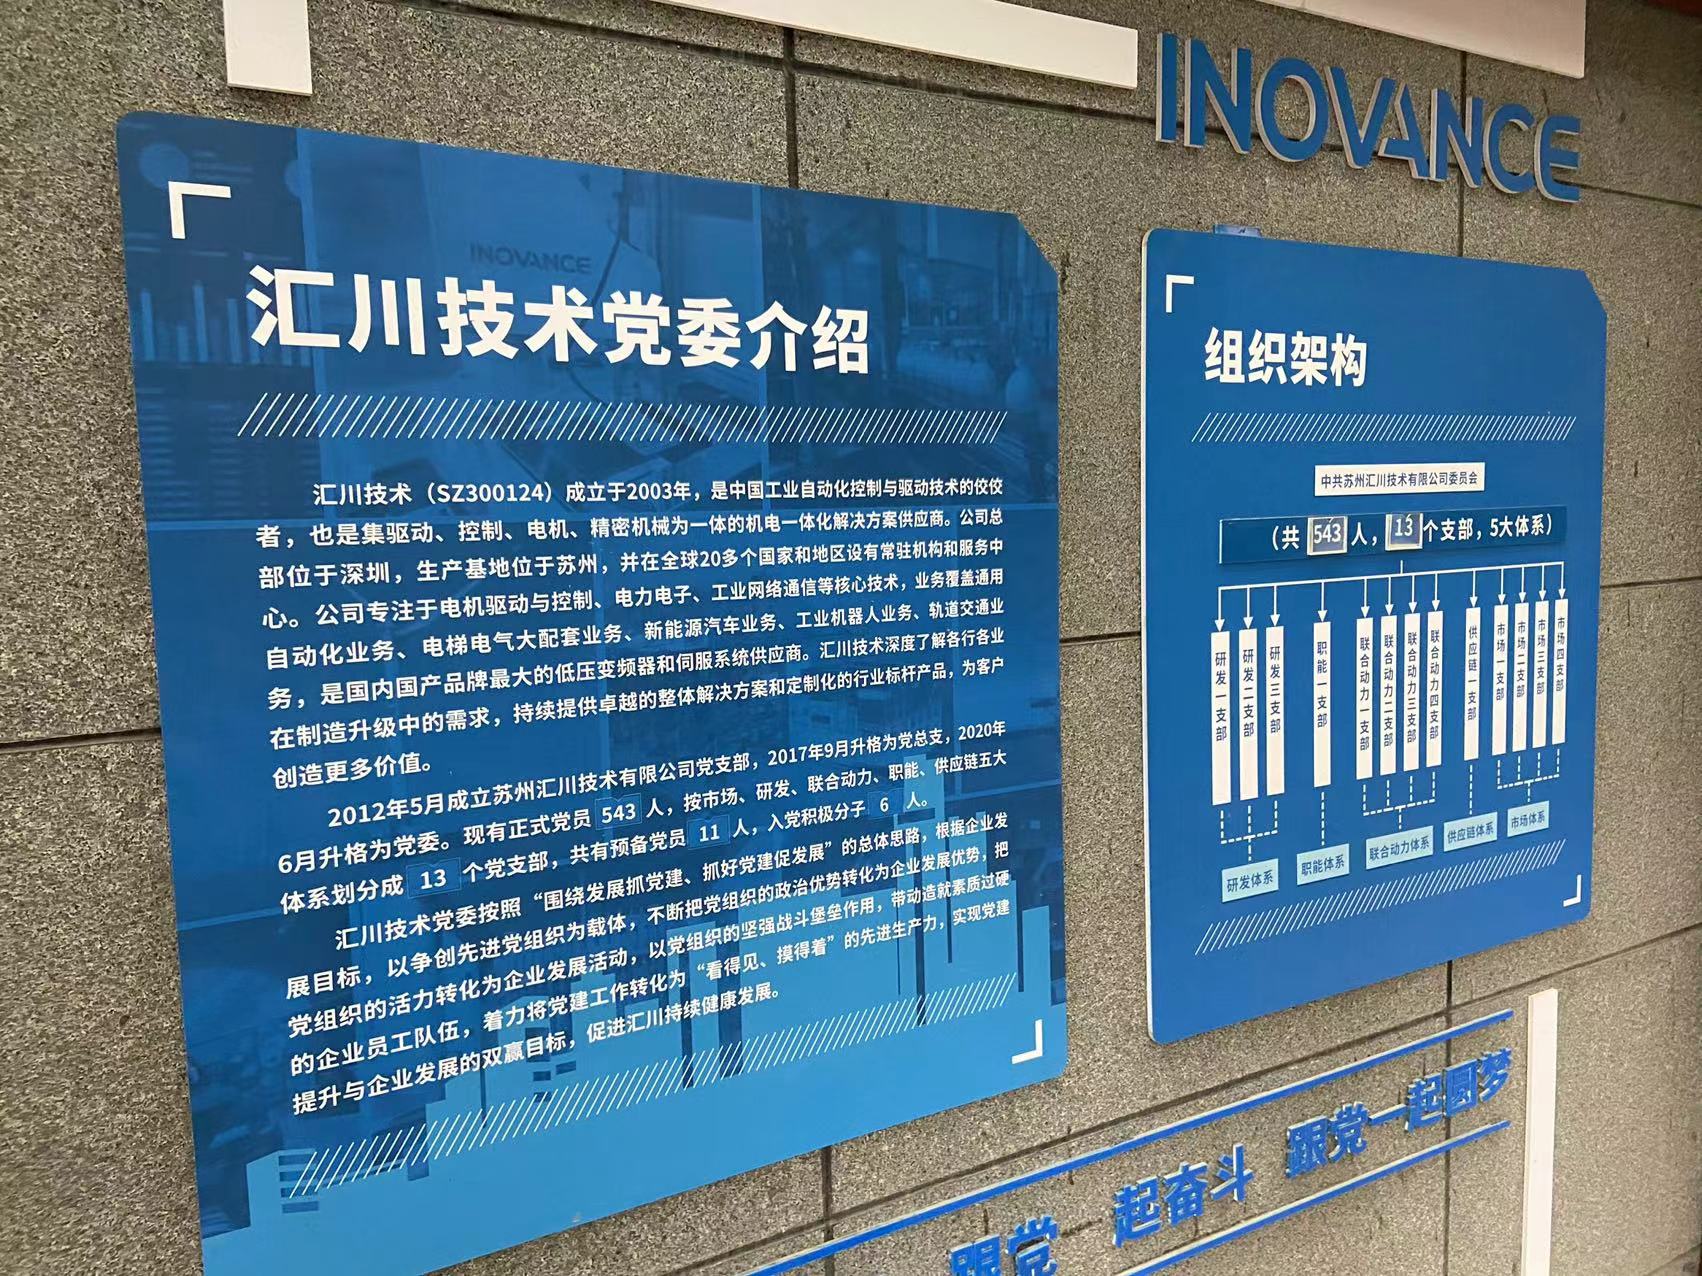 INOVANCE
INOVANCE
汇川技术党委介绍
汇川技术（SZ300124）成立于2003年，是中国工业自动化控制与驱动技术的佼佼
者，也是集驱动、控制、电机、精密机械为一体的机电一体化解决方案供应商。公司总
部位于深圳，生产基地位于苏州，并在全球20多个国家和地区设有常驻机构和服务中
心。公司专注于电机驱动与控制、电力电子、工业网络通信等核心技术，业务覆盖通用
自动化业务、电梯电气大配套业务、新能源汽车业务、工业机器人业务、轨道交通业
务，是国内国产品牌最大的低压变频器和伺服系统供应商。汇川技术深度了解各行各业
在制造升级中的需求，持续提供卓越的整体解决方案和定制化的行业标杆产品，为客户
创造更多价值。
2012年5月成立苏州汇川技术有限公司党支部，2017年9月升格为党总支，2020年
6月升格为党委。现有正式党员 543 人，按市场、研发、联合动力、职能、供应链五大
体系划分成 13 个党支部，共有预备党员 11 人，入党积极分子 6 人。
汇川技术党委按照“围绕发展抓党建、抓好党建促发展”的总体思路，根据企业发
展目标，以争创先进党组织为载体，不断把党组织的政治优势转化为企业发展优势，把
党组织的活力转化为企业发展活动，以党组织的坚强战斗堡垒作用，带动造就素质过硬
的企业员工队伍，着力将党建工作转化为“看得见、摸得着”的先进生产力，实现党建
提升与企业发展的双赢目标，促进汇川持续健康发展。
组织架构
中共苏州汇川技术有限公司委员会
（共 543 人，13 个支部，5大体系）
研发一支部
研发二支部
研发三支部
职能一支部
联合动力一支部
联合动力二支部
联合动力三支部
联合动力四支部
供应链一支部
市场一支部
市场二支部
市场三支部
市场四支部
研发体系
职能体系
联合动力体系
供应链体系
市场体系
跟党一起奋斗 跟党一起圆梦